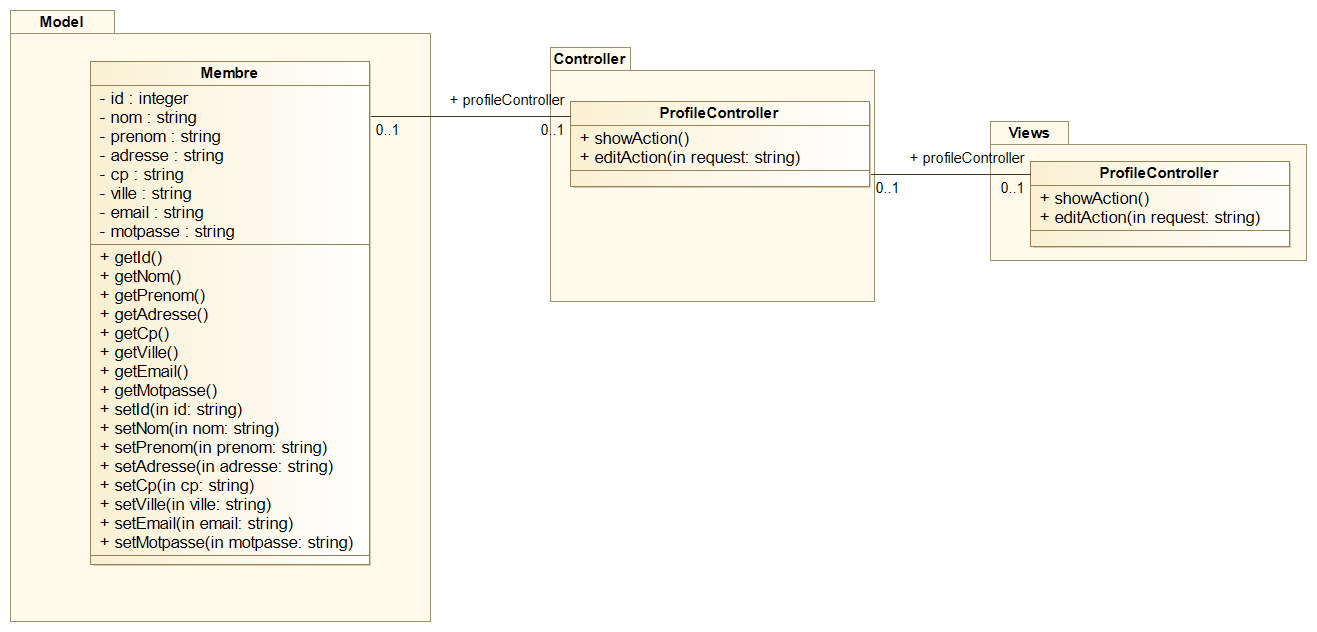 Model
Membre
- id : integer
- nom : string
- prenom : string
- adresse : string
- cp : string
- ville : string
- email : string
- motpasse : string
+ getId()
+ getNom()
+ getPrenom()
+ getAdresse()
+ getCp()
+ getVille()
+ getEmail()
+ getMotpasse()
+ setId(in id: string)
+ setNom(in nom: string)
+ setPrenom(in prenom: string)
+ setAdresse(in adresse: string)
+ setCp(in cp: string)
+ setVille(in ville: string)
+ setEmail(in email: string)
+ setMotpasse(in motpasse: string)
0..1
+ profileController
0..1
Controller
ProfileController
+ showAction()
+ editAction(in request: string)
0..1
+ profileController
0..1
Views
ProfileController
+ showAction()
+ editAction(in request: string)